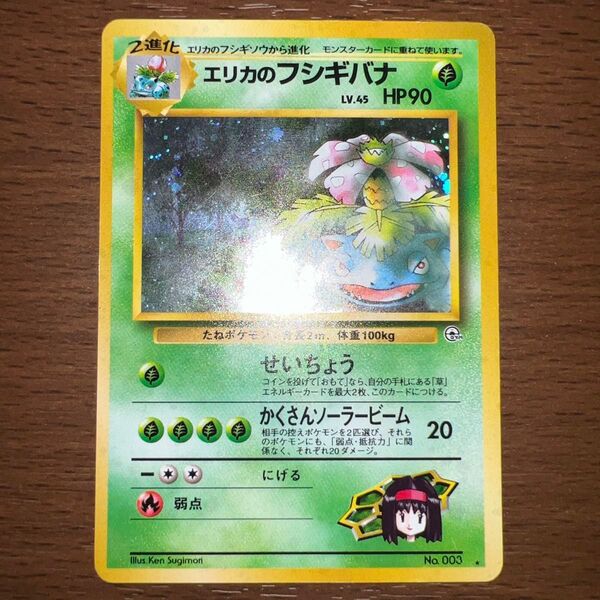 2進化
エリカのフシギソウから進化 モンスターカードに重ねて使います。
エリカのフシギバナ
LV.45 HP90
たねポケモン 身長2m、体重100kg
せいちょう
コインを投げて「おもて」なら、自分の手札にある「草」
エネルギーカードを最大2枚、このカードにつける。
かくさんソーラービーム 20
相手の控えポケモンを2匹選び、それら
のポケモンにも、「弱点・抵抗力」に関
係なく、それぞれ20ダメージ。
にげる
弱点
Illus. Ken Sugimori
No. 003